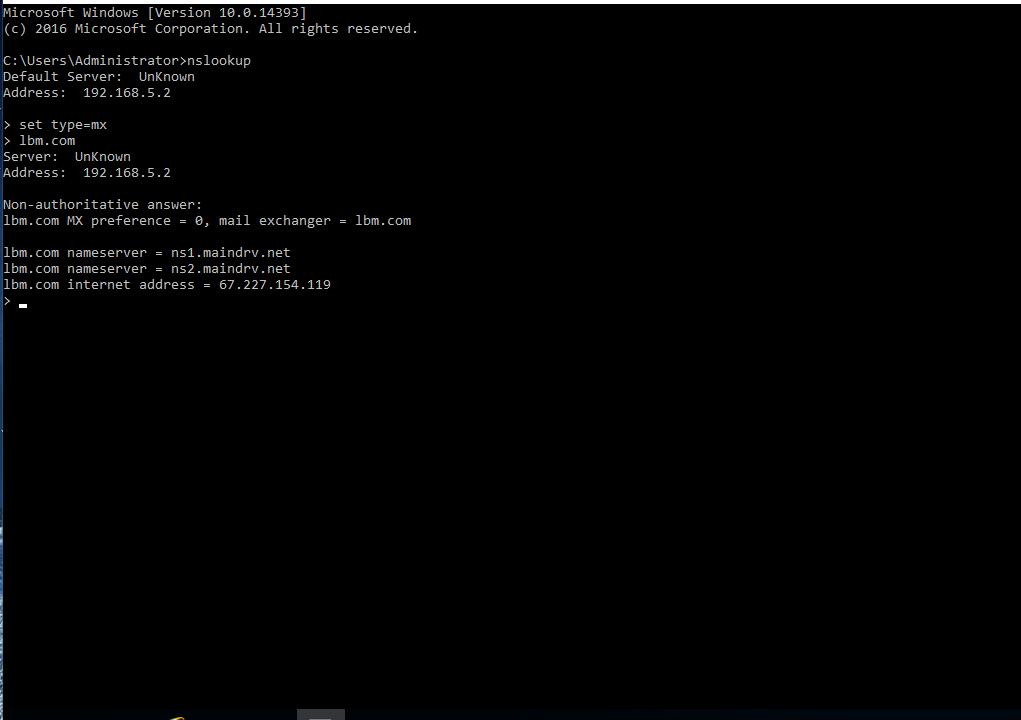 Microsoft Windows [Version 10.0.14393]
(c) 2016 Microsoft Corporation. All rights reserved.
C:\Users\Administrator>nslookup
Default Server:  UnKnown
Address:  192.168.5.2
> set type=mx
> lbm.com
Server:  UnKnown
Address:  192.168.5.2
Non-authoritative answer:
lbm.com MX preference = 0, mail exchanger = lbm.com
lbm.com nameserver = ns1.maindrv.net
lbm.com nameserver = ns2.maindrv.net
lbm.com internet address = 67.227.154.119
>